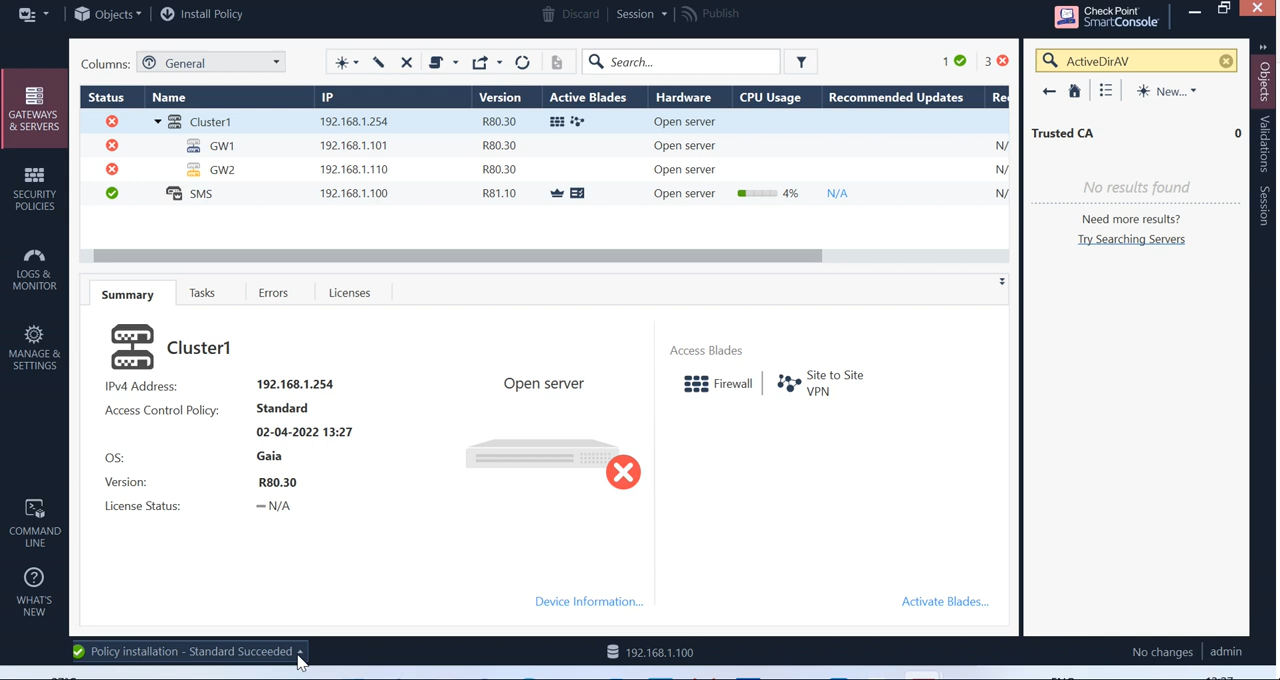 Objects Install Policy Discard Session Publish Check Point SmartConsole
Columns: General Search... 1 3
ActiveDirAV
New...
Trusted CA 0
No results found
Need more results?
Try Searching Servers
GATEWAYS & SERVERS
SECURITY POLICIES
LOGS & MONITOR
MANAGE & SETTINGS
COMMAND LINE
WHAT'S NEW
Status Name IP Version Active Blades Hardware CPU Usage Recommended Updates Rec
Cluster1 192.168.1.254 R80.30 Open server
GW1 192.168.1.101 R80.30 Open server N/
GW2 192.168.1.110 R80.30 Open server N/
SMS 192.168.1.100 R81.10 Open server 4% N/A N/
Summary Tasks Errors Licenses
Cluster1
IPv4 Address: 192.168.1.254
Access Control Policy: Standard
02-04-2022 13:27
OS: Gaia
Version: R80.30
License Status: N/A
Open server
Device Information...
Access Blades
Firewall Site to Site VPN
Activate Blades...
Objects
Validations
Session
Policy installation - Standard Succeeded 192.168.1.100 No changes admin